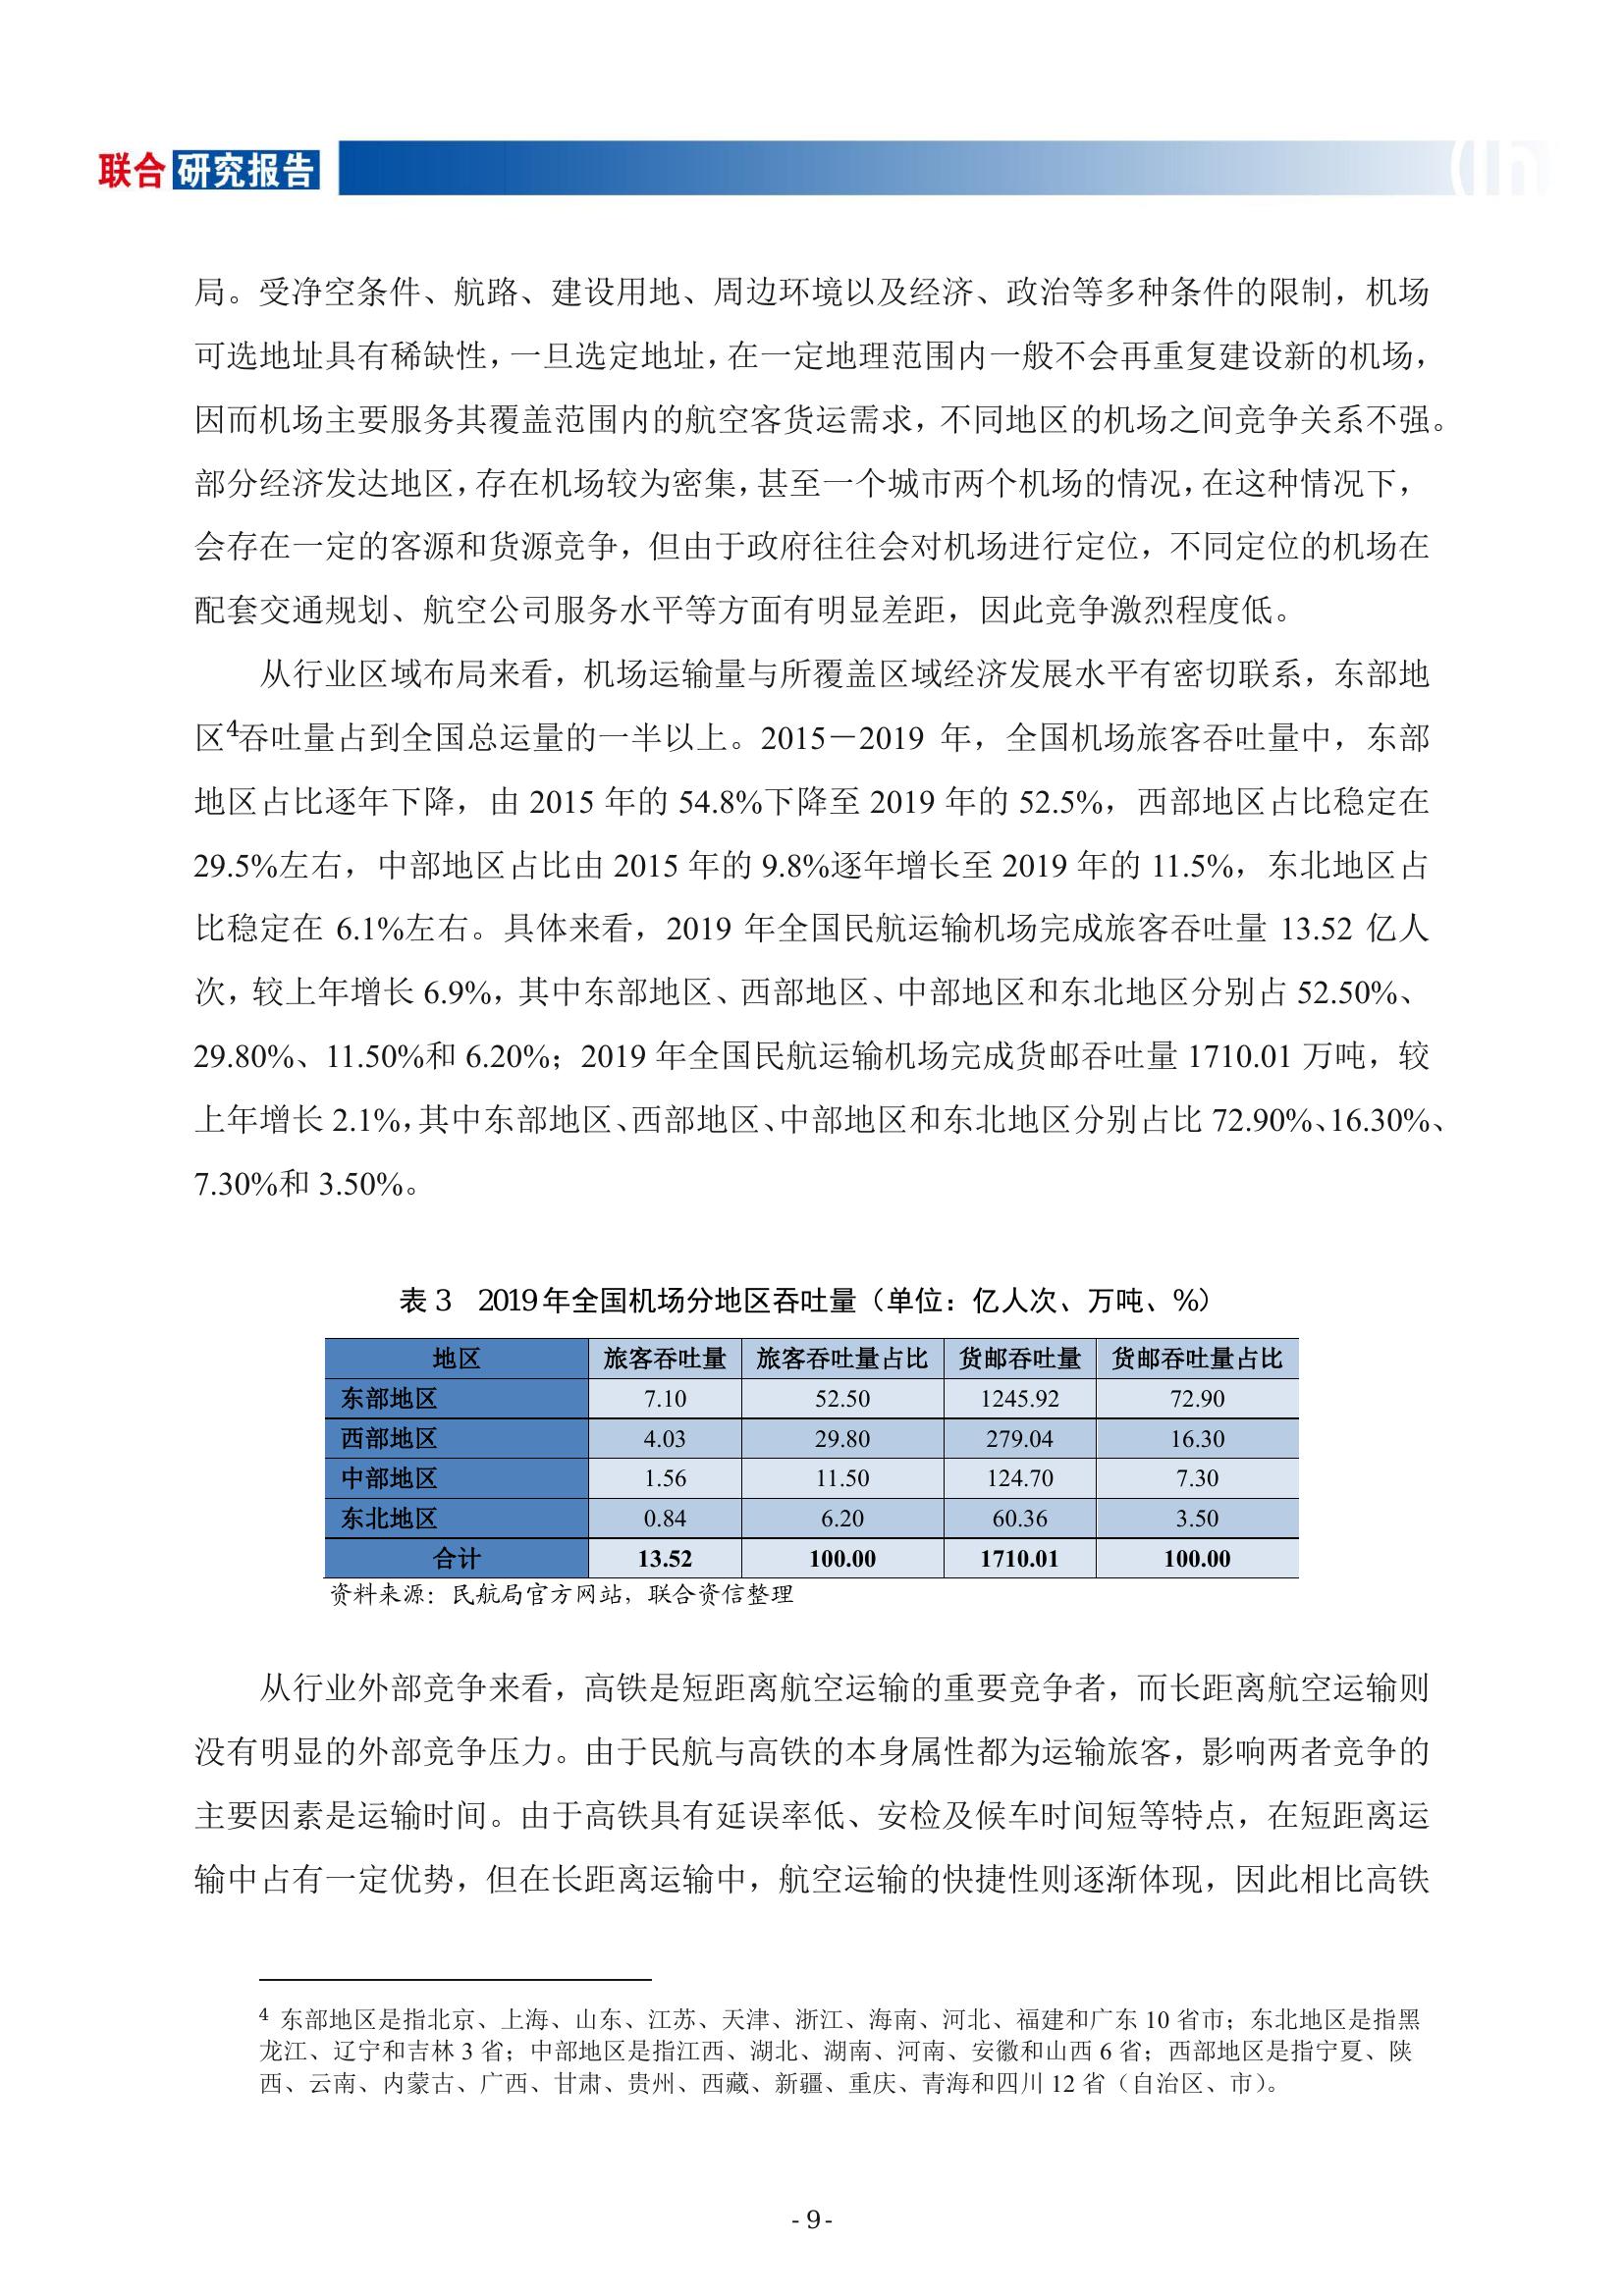 联合研究报告
局。受净空条件、航路、建设用地、周边环境以及经济、政治等多种条件的限制，机场
可选地址具有稀缺性，一旦选定地址，在一定地理范围内一般不会再重复建设新的机场，
因而机场主要服务其覆盖范围内的航空客货运需求，不同地区的机场之间竞争关系不强。
部分经济发达地区，存在机场较为密集，甚至一个城市两个机场的情况，在这种情况下，
会存在一定的客源和货源竞争，但由于政府往往会对机场进行定位，不同定位的机场在
配套交通规划、航空公司服务水平等方面有明显差距，因此竞争激烈程度低。
从行业区域布局来看，机场运输量与所覆盖区域经济发展水平有密切联系，东部地
区4吞吐量占到全国总运量的一半以上。2015－2019 年，全国机场旅客吞吐量中，东部
地区占比逐年下降，由 2015 年的 54.8%下降至 2019 年的 52.5%，西部地区占比稳定在
29.5%左右，中部地区占比由 2015 年的 9.8%逐年增长至 2019 年的 11.5%，东北地区占
比稳定在 6.1%左右。具体来看，2019 年全国民航运输机场完成旅客吞吐量 13.52 亿人
次，较上年增长 6.9%，其中东部地区、西部地区、中部地区和东北地区分别占 52.50%、
29.80%、11.50%和 6.20%；2019 年全国民航运输机场完成货邮吞吐量 1710.01 万吨，较
上年增长 2.1%，其中东部地区、西部地区、中部地区和东北地区分别占比 72.90%、16.30%、
7.30%和 3.50%。
表 3 2019年全国机场分地区吞吐量（单位：亿人次、万吨、%）
地区 旅客吞吐量 旅客吞吐量占比 货邮吞吐量 货邮吞吐量占比
东部地区 7.10 52.50 1245.92 72.90
西部地区 4.03 29.80 279.04 16.30
中部地区 1.56 11.50 124.70 7.30
东北地区 0.84 6.20 60.36 3.50
合计 13.52 100.00 1710.01 100.00
资料来源：民航局官方网站，联合资信整理
从行业外部竞争来看，高铁是短距离航空运输的重要竞争者，而长距离航空运输则
没有明显的外部竞争压力。由于民航与高铁的本身属性都为运输旅客，影响两者竞争的
主要因素是运输时间。由于高铁具有延误率低、安检及候车时间短等特点，在短距离运
输中占有一定优势，但在长距离运输中，航空运输的快捷性则逐渐体现，因此相比高铁
4 东部地区是指北京、上海、山东、江苏、天津、浙江、海南、河北、福建和广东 10 省市；东北地区是指黑
龙江、辽宁和吉林 3 省；中部地区是指江西、湖北、湖南、河南、安徽和山西 6 省；西部地区是指宁夏、陕
西、云南、内蒙古、广西、甘肃、贵州、西藏、新疆、重庆、青海和四川 12 省（自治区、市）。
- 9 -